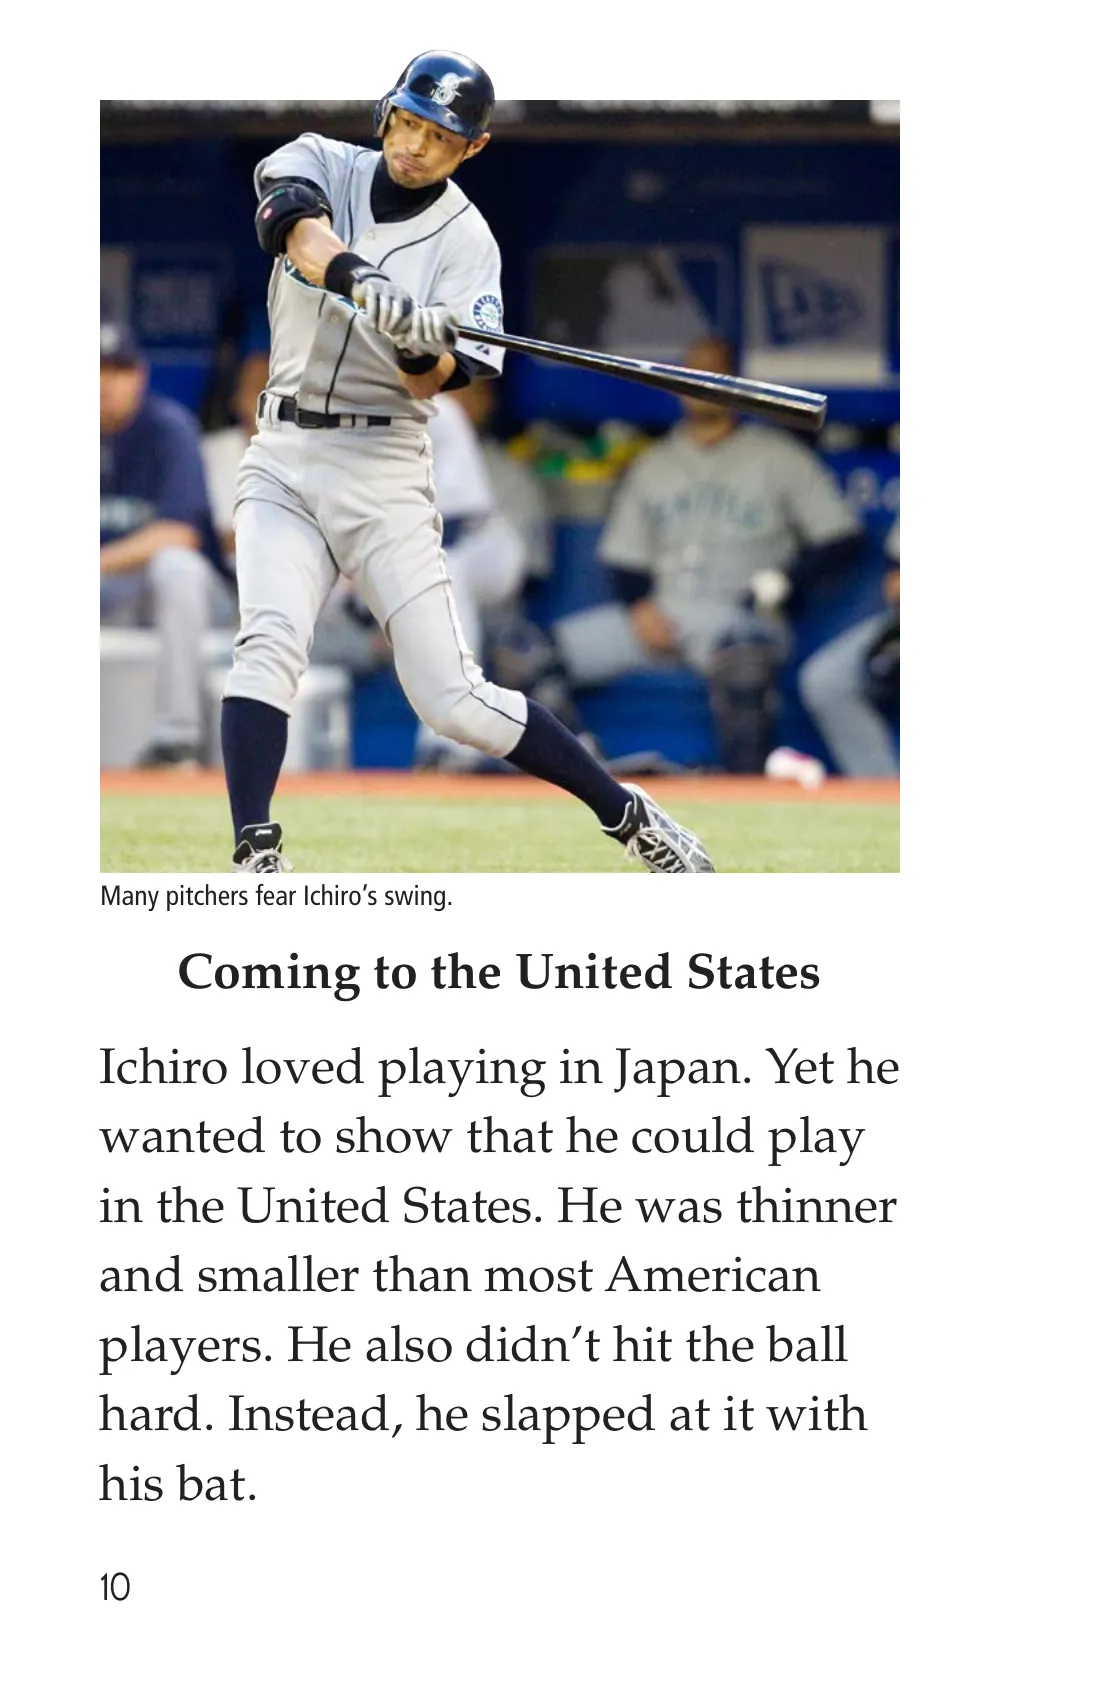 Many pitchers fear Ichiro’s swing.
Coming to the United States
Ichiro loved playing in Japan. Yet he
wanted to show that he could play
in the United States. He was thinner
and smaller than most American
players. He also didn’t hit the ball
hard. Instead, he slapped at it with
his bat.
10